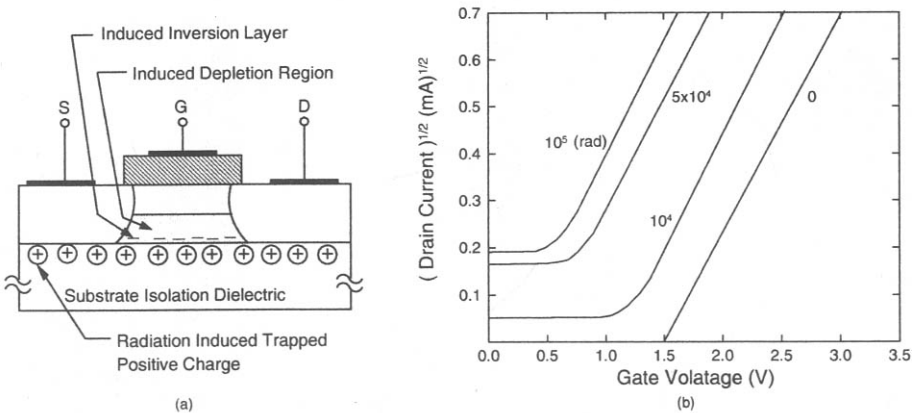 Induced Inversion Layer
Induced Depletion Region
S
G
D
Substrate Isolation Dielectric
Radiation Induced Trapped
Positive Charge
(a)
( Drain Current )1/2 (mA)1/2
0.7
0.6
0.5
0.4
0.3
0.2
0.1
0.0
0.5
1.0
1.5
2.0
2.5
3.0
3.5
10⁵ (rad)
5x10⁴
10⁴
0
Gate Volatage (V)
(b)